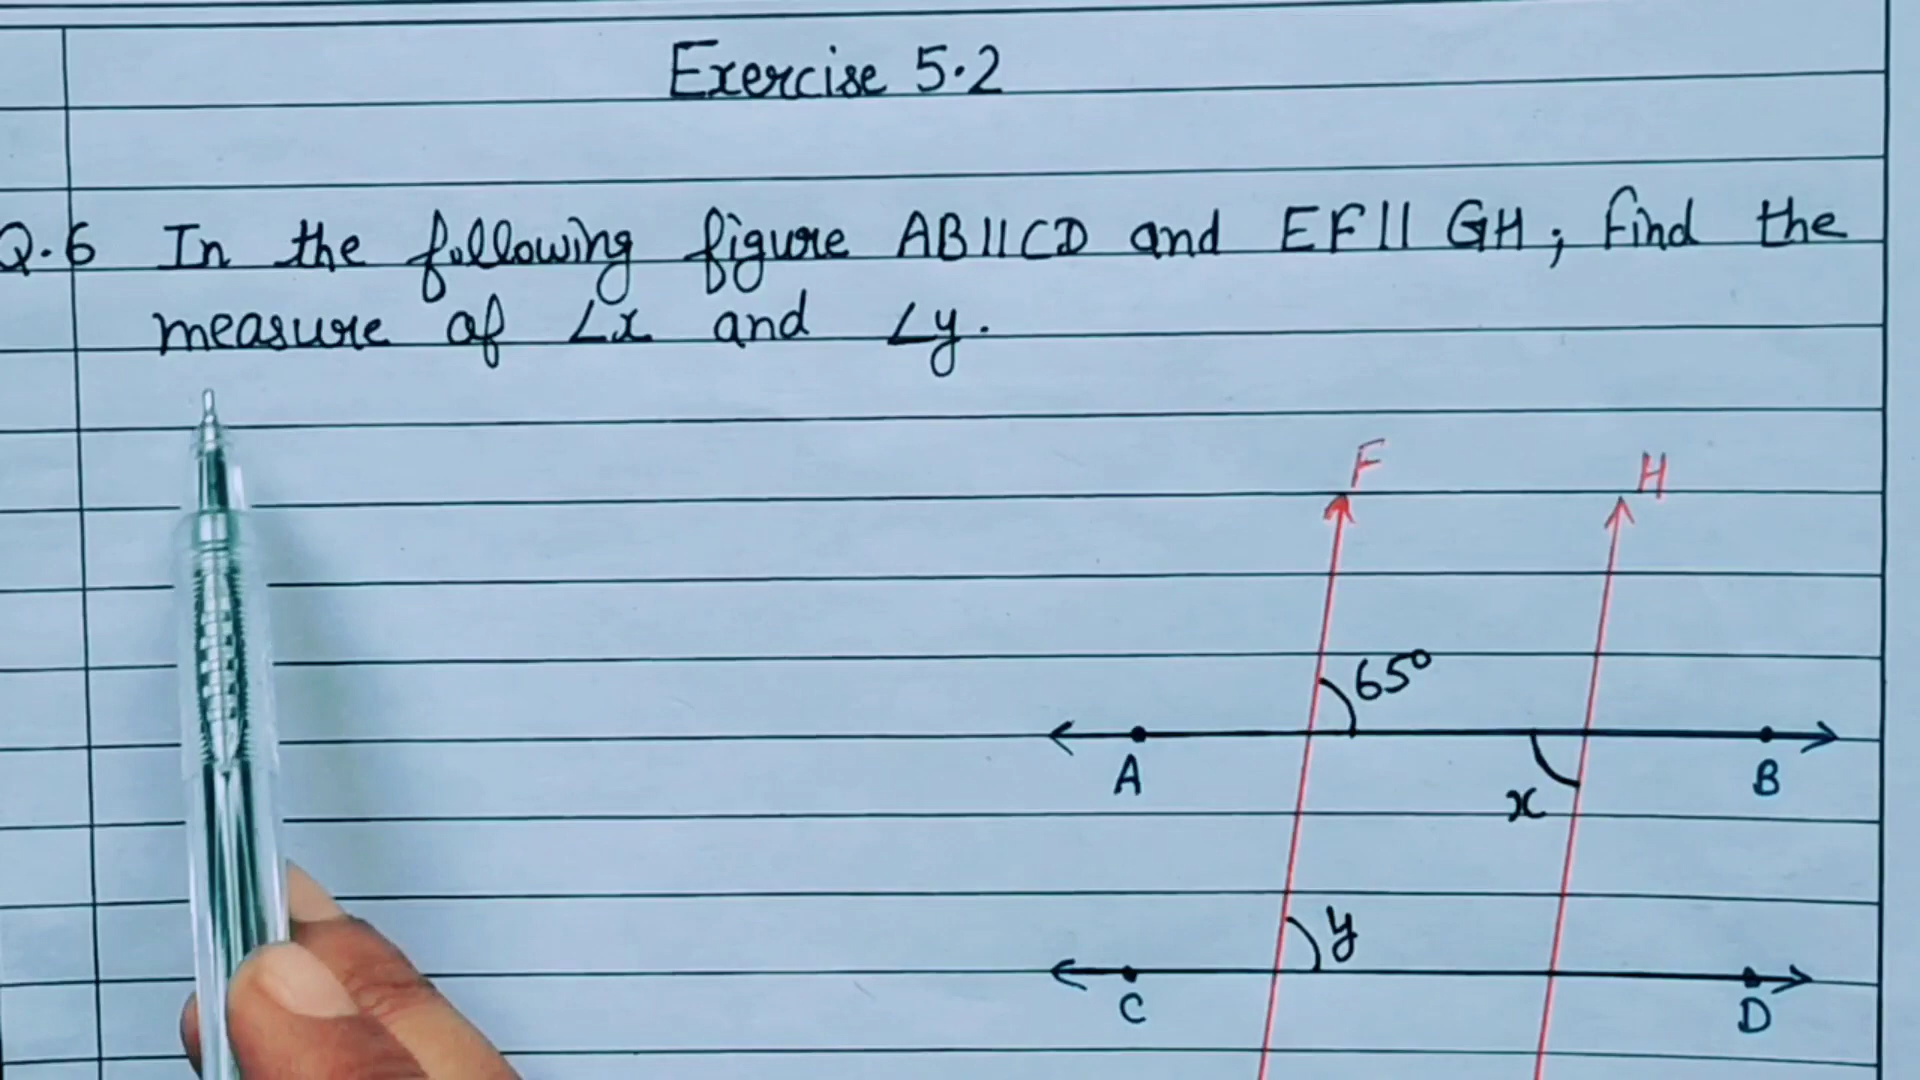 Exercise 5.2
Q.6 In the following figure AB||CD and EF|| GH; find the
measure of ∠x and ∠y.
F
H
65°
A
B
x
y
C
D